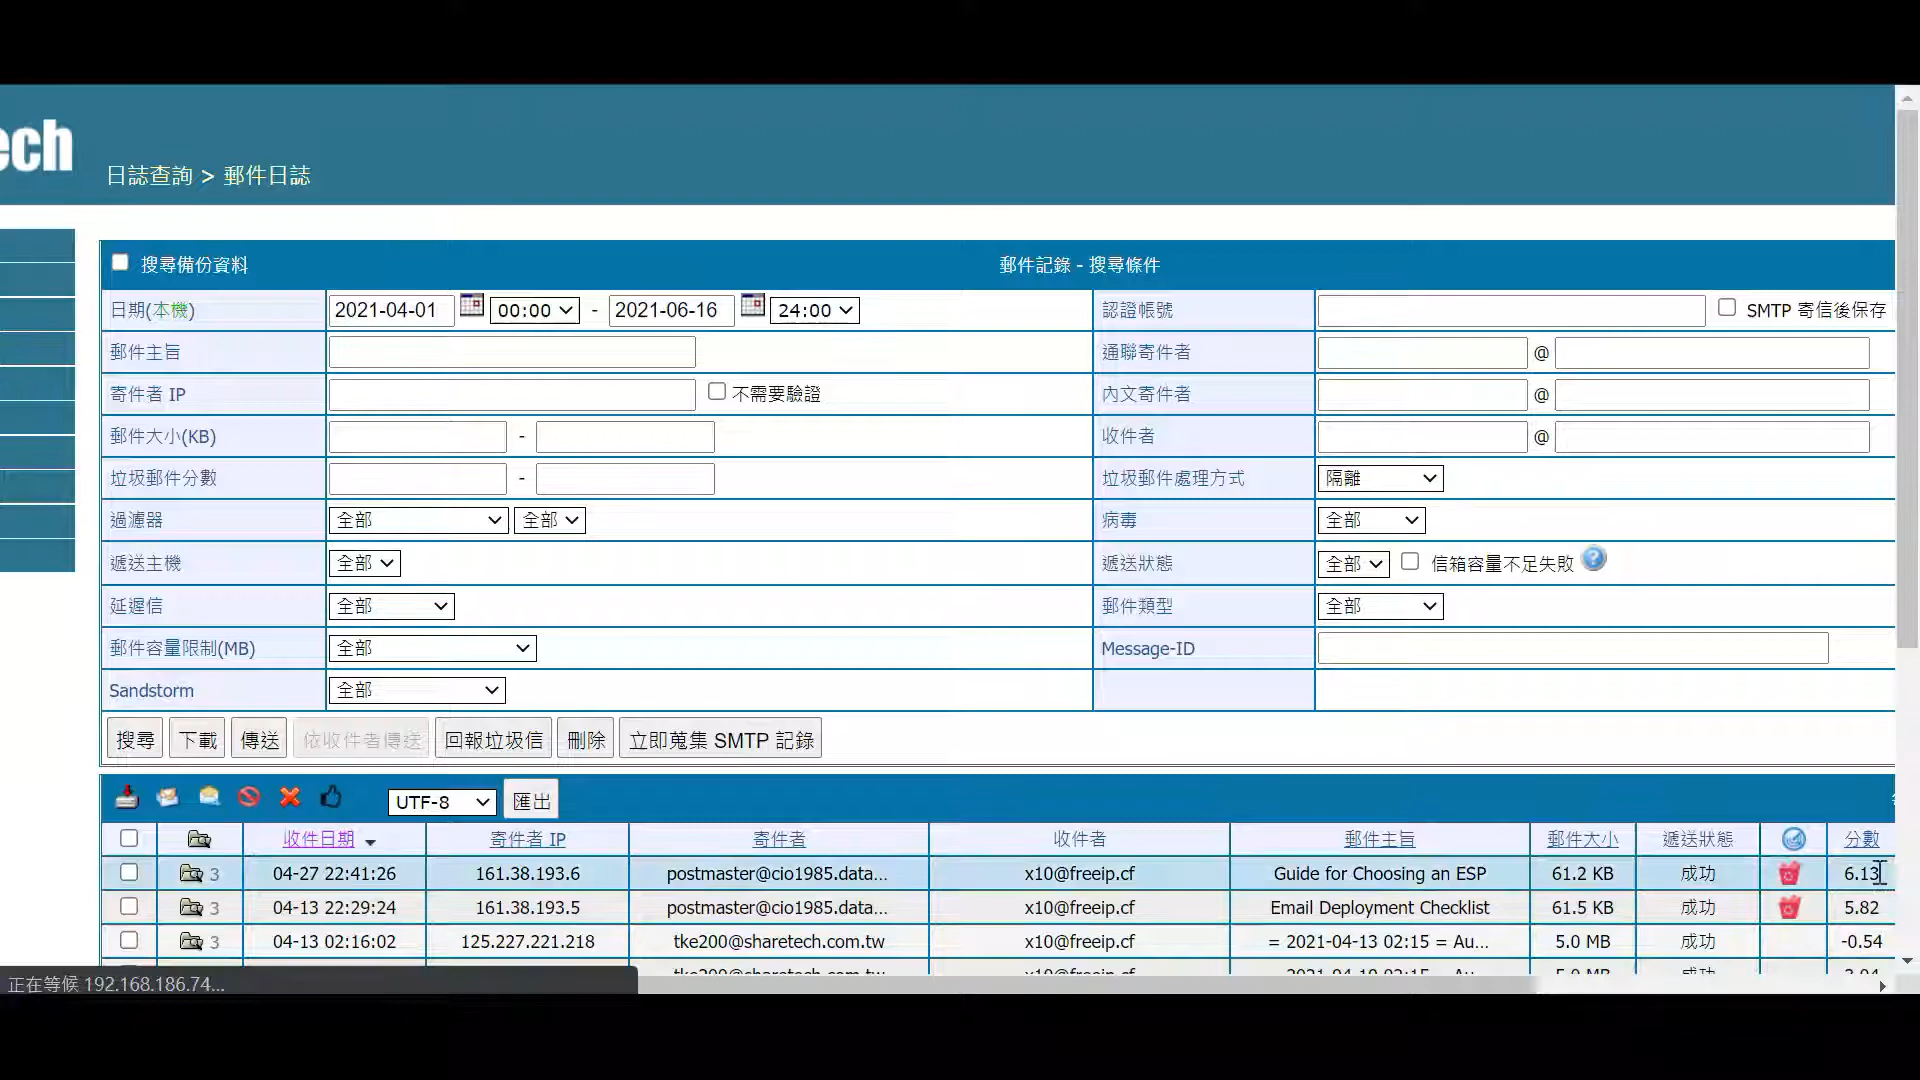 ech
日誌查詢 > 郵件日誌
搜尋備份資料 郵件記錄 - 搜尋條件
日期(本機) 2021-04-01 00:00 - 2021-06-16 24:00 認證帳號 SMTP 寄信後保存
郵件主旨 通聯寄件者 @
寄件者 IP 不需要驗證 內文寄件者 @
郵件大小(KB) - 收件者 @
垃圾郵件分數 - 垃圾郵件處理方式 隔離
過濾器 全部 全部 病毒 全部
遞送主機 全部 遞送狀態 全部 信箱容量不足失敗
延遲信 全部 郵件類型 全部
郵件容量限制(MB) 全部 Message-ID
Sandstorm 全部
搜尋 下載 傳送 依收件者傳送 回報垃圾信 刪除 立即蒐集 SMTP 記錄
UTF-8 匯出
收件日期 寄件者 IP 寄件者 收件者 郵件主旨 郵件大小 遞送狀態 分數
3 04-27 22:41:26 161.38.193.6 postmaster@cio1985.data... x10@freeip.cf Guide for Choosing an ESP 61.2 KB 成功 6.13
3 04-13 22:29:24 161.38.193.5 postmaster@cio1985.data... x10@freeip.cf Email Deployment Checklist 61.5 KB 成功 5.82
3 04-13 02:16:02 125.227.221.218 tke200@sharetech.com.tw x10@freeip.cf = 2021-04-13 02:15 = Au... 5.0 MB 成功 -0.54
正在等候 192.168.186.74...